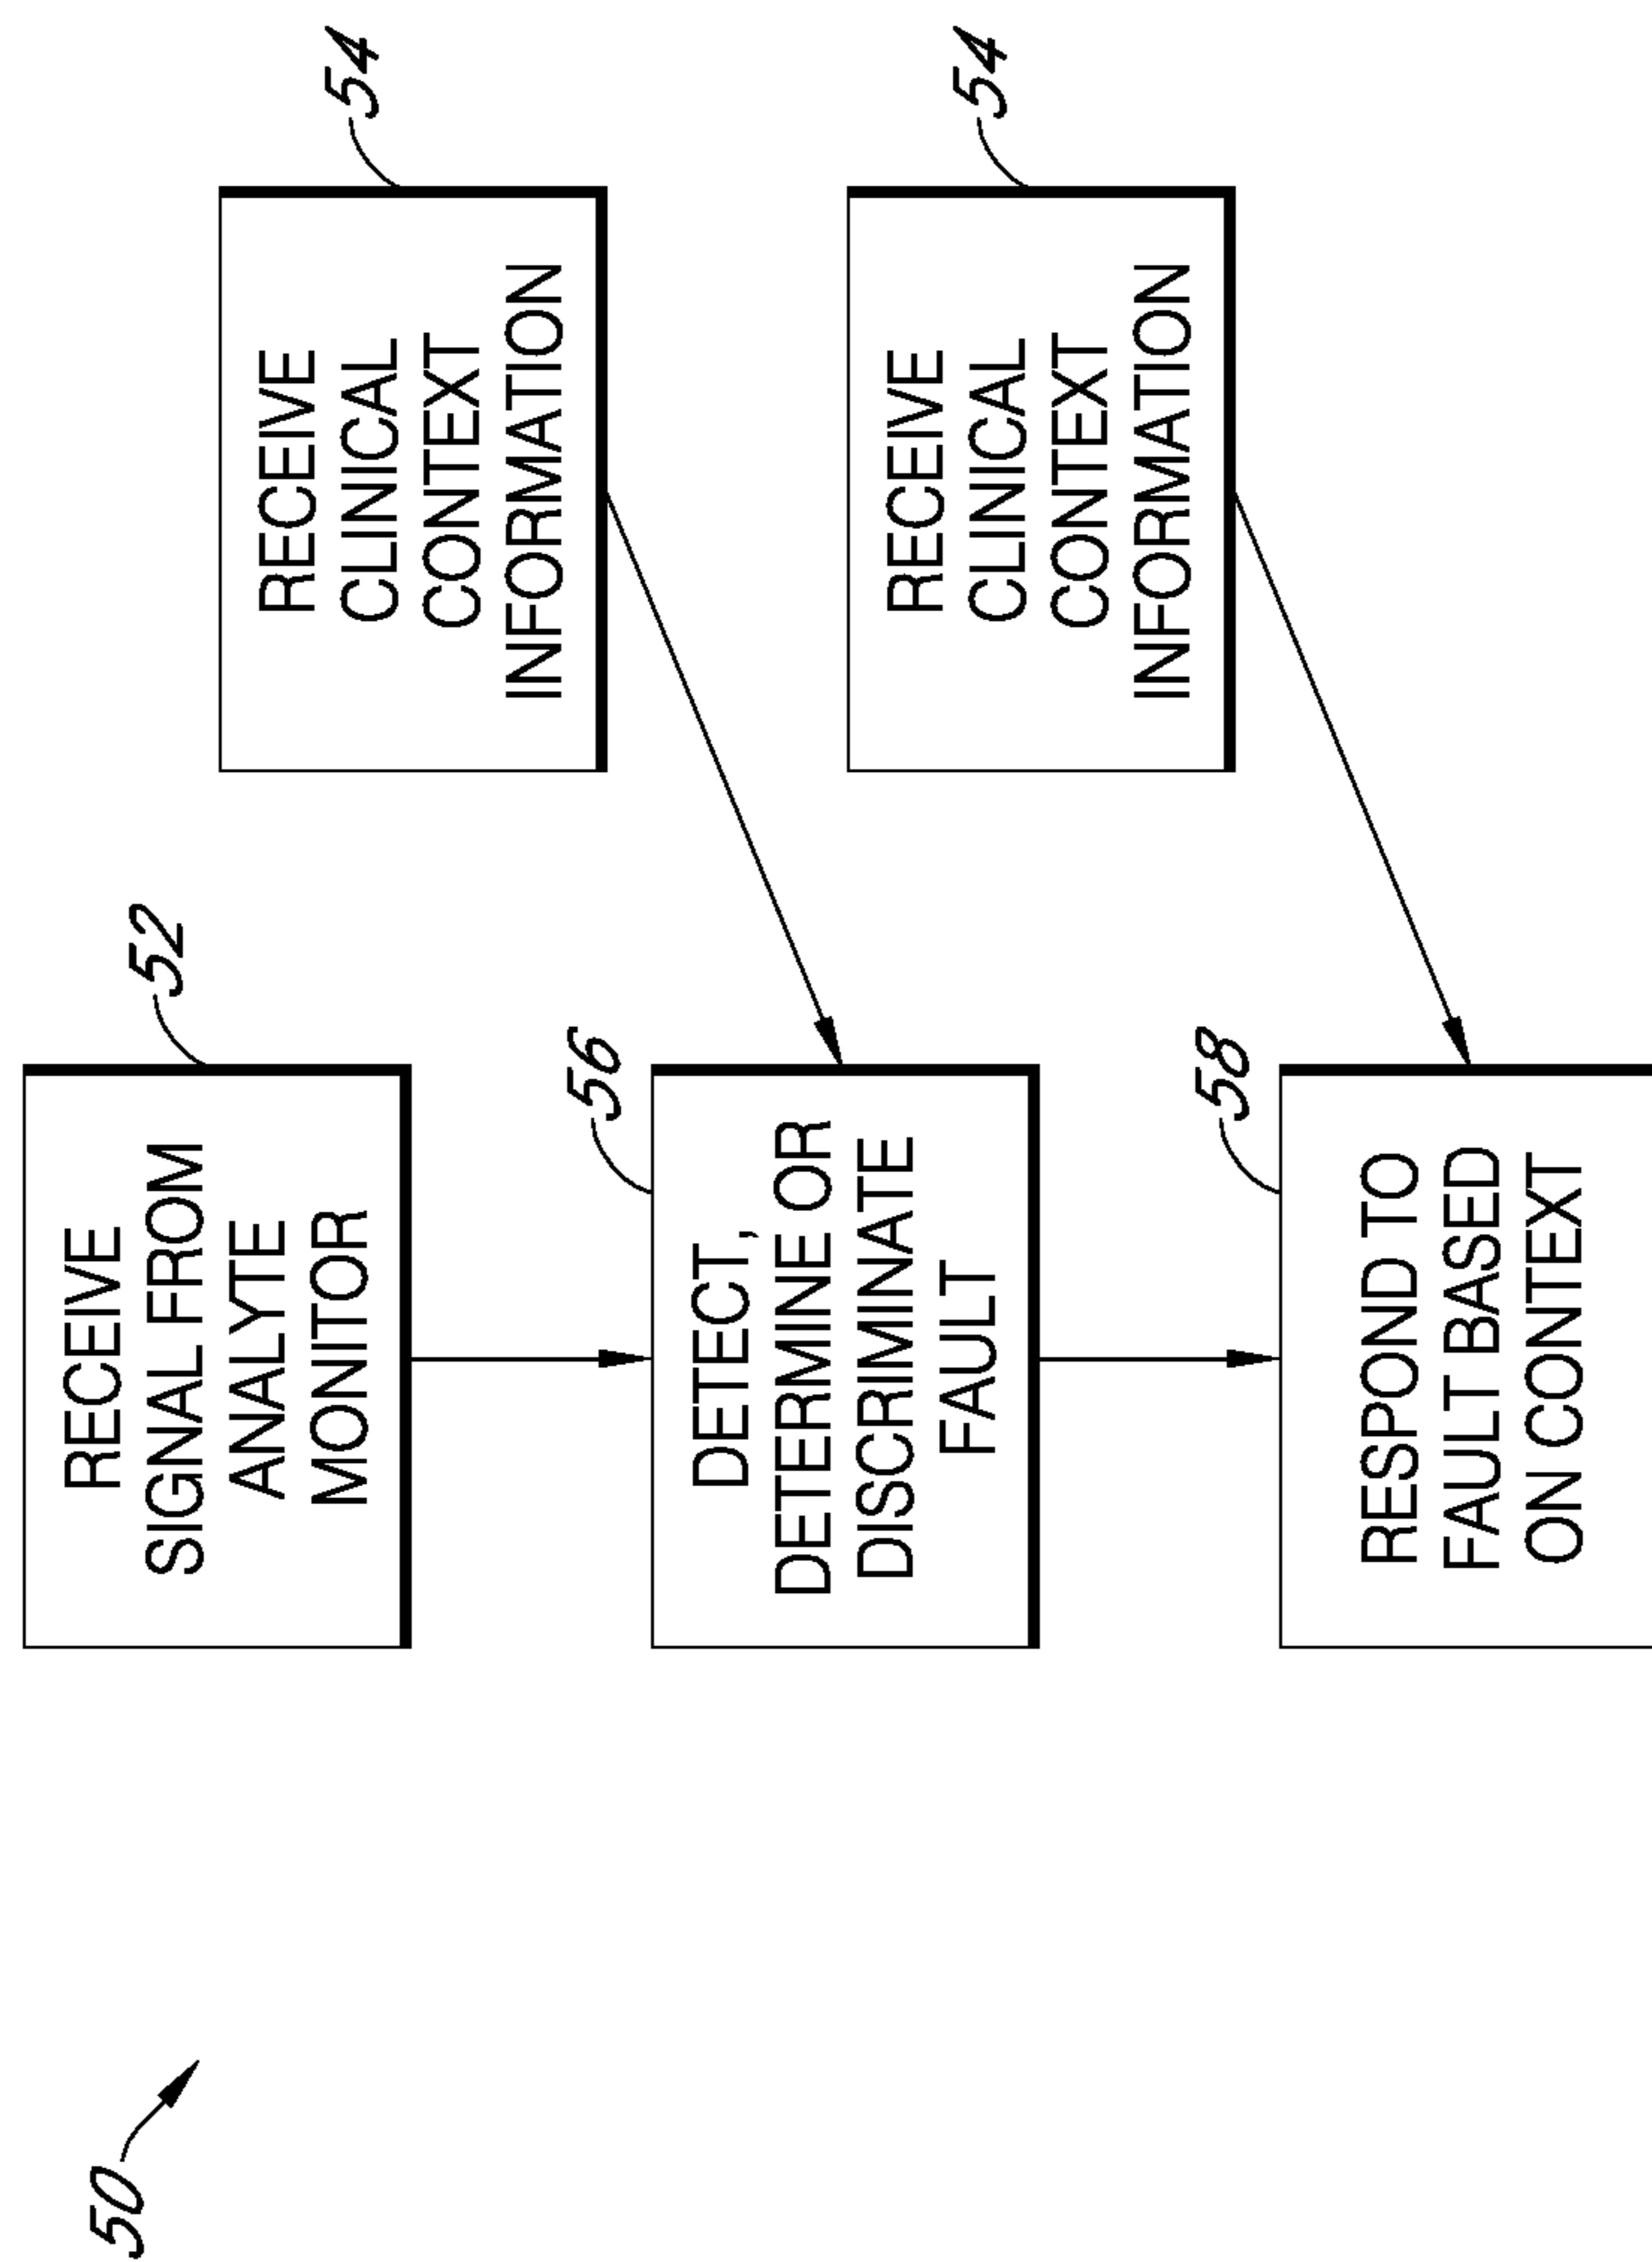 50
52
RECEIVE
SIGNAL FROM
ANALYTE
MONITOR
54
RECEIVE
CLINICAL
CONTEXT
INFORMATION
56
DETECT,
DETERMINE OR
DISCRIMINATE
FAULT
54
RECEIVE
CLINICAL
CONTEXT
INFORMATION
58
RESPOND TO
FAULT BASED
ON CONTEXT